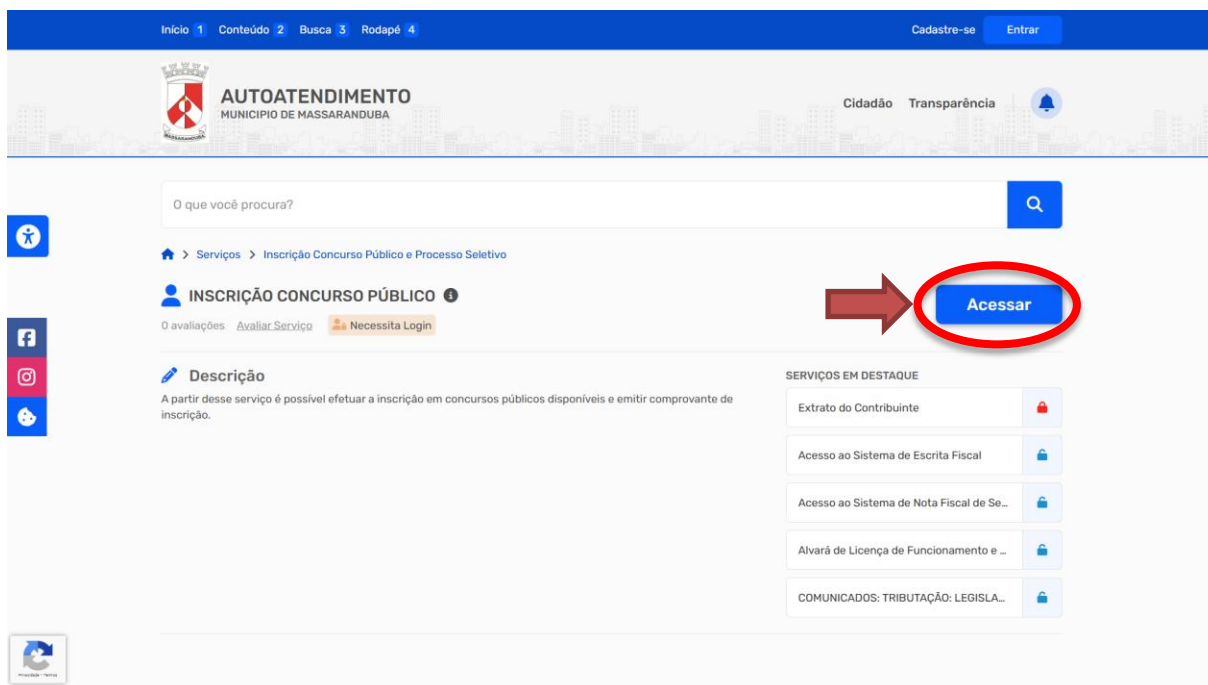 Início 1 Conteúdo 2 Busca 3 Rodapé 4
Cadastre-se Entrar
AUTOATENDIMENTO
MUNICIPIO DE MASSARANDUBA
Cidadão Transparência
O que você procura?
Serviços > Inscrição Concurso Público e Processo Seletivo
INSCRIÇÃO CONCURSO PÚBLICO
Acessar
0 avaliações Avaliar Serviço Necessita Login
Descrição
A partir desse serviço é possível efetuar a inscrição em concursos públicos disponíveis e emitir comprovante de
inscrição.
SERVIÇOS EM DESTAQUE
Extrato do Contribuinte
Acesso ao Sistema de Escrita Fiscal
Acesso ao Sistema de Nota Fiscal de Se...
Alvará de Licença de Funcionamento e ...
COMUNICADOS: TRIBUTAÇÃO: LEGISLA...
Privacidade - Termos